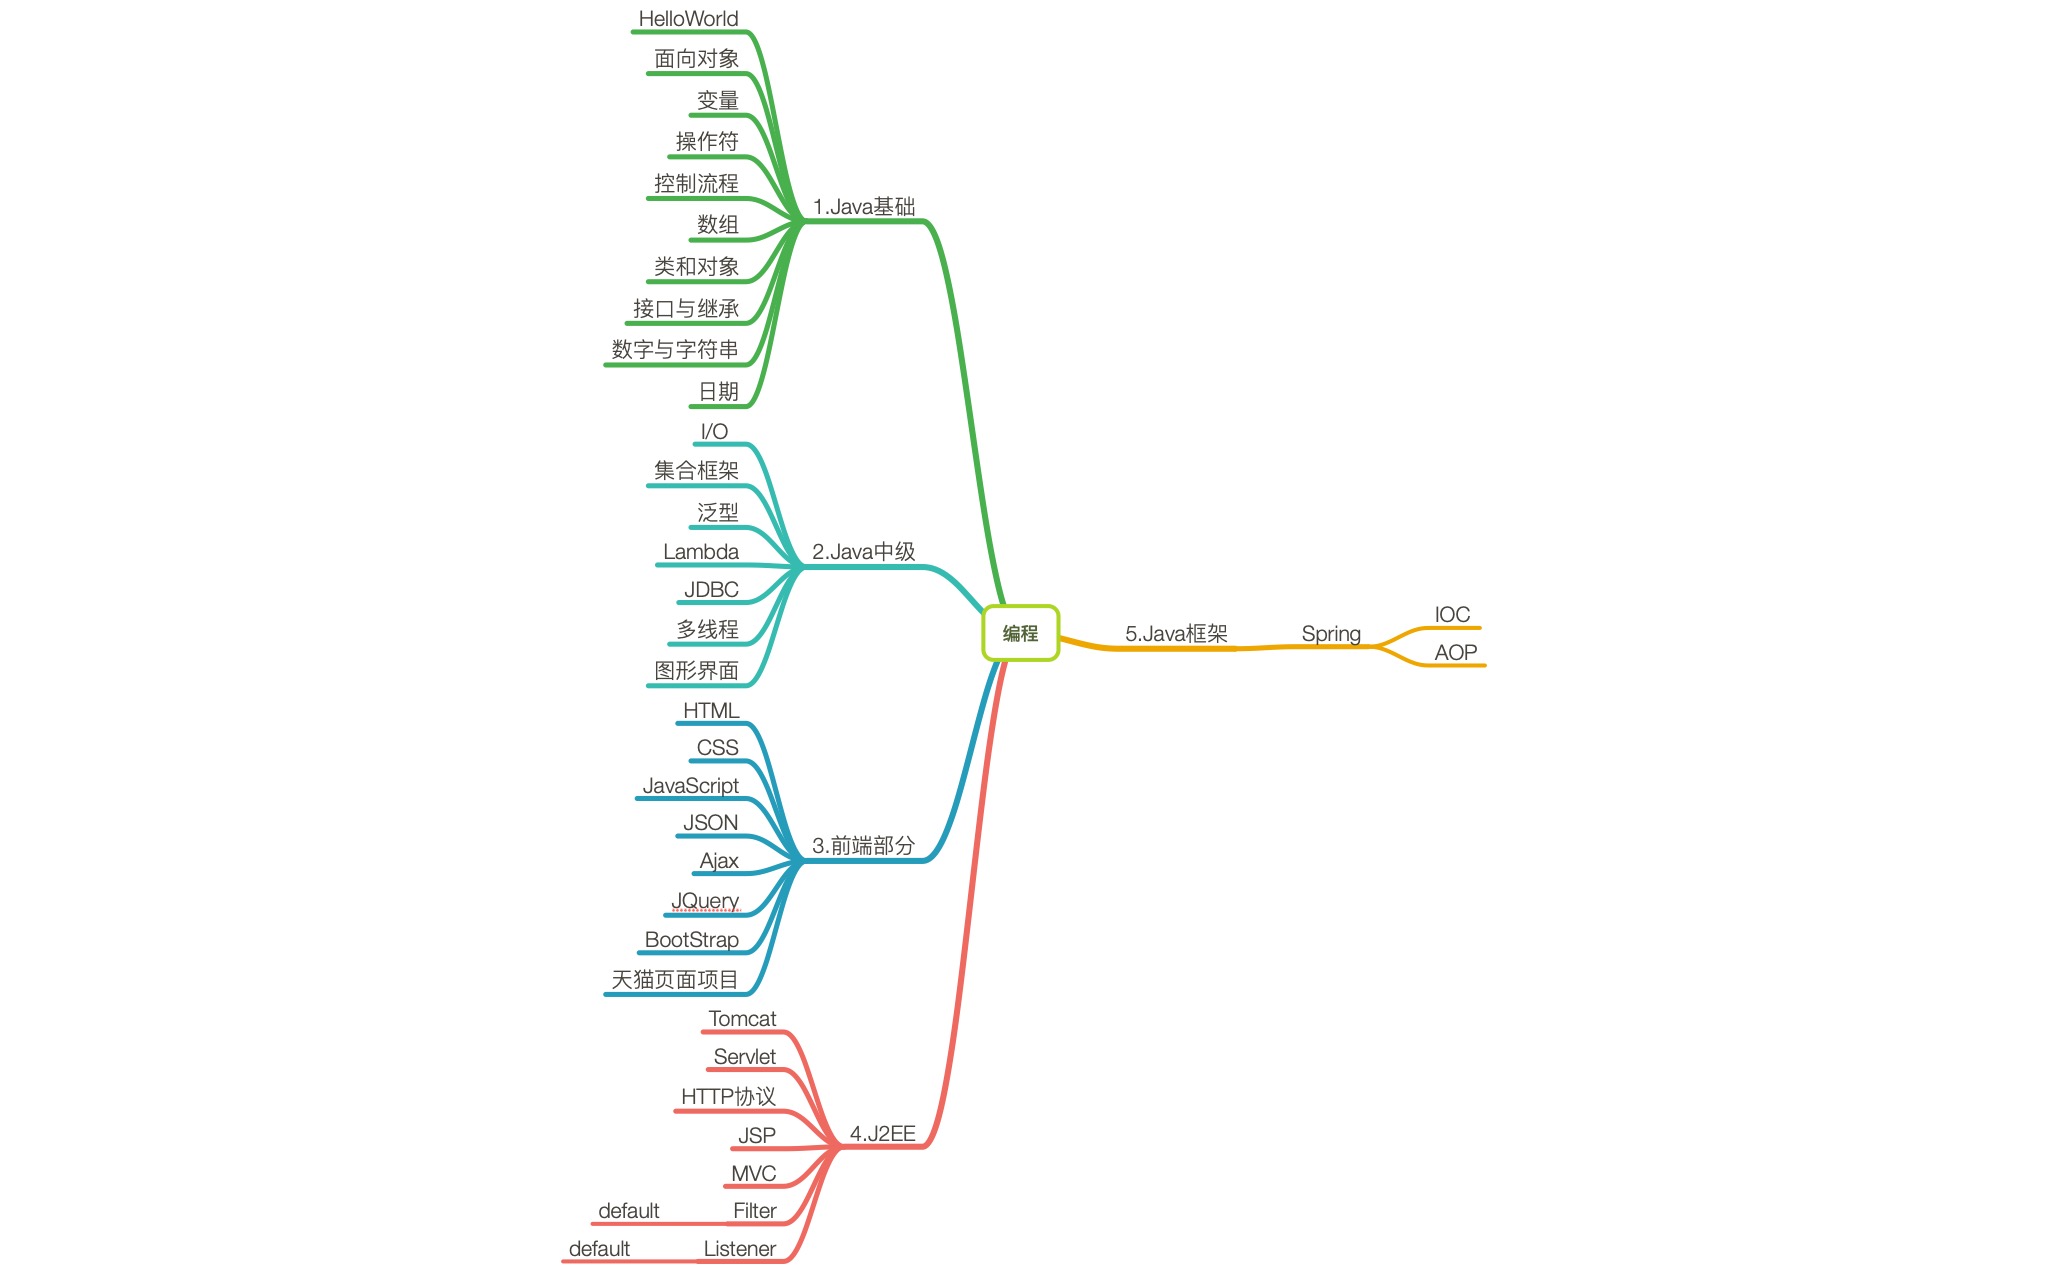 HelloWorld
面向对象
变量
操作符
控制流程
数组
类和对象
接口与继承
数字与字符串
日期
1.Java基础
I/O
集合框架
泛型
Lambda
JDBC
多线程
图形界面
2.Java中级
HTML
CSS
JavaScript
JSON
Ajax
JQuery
BootStrap
天猫页面项目
3.前端部分
Tomcat
Servlet
HTTP协议
JSP
MVC
Filter
default
Listener
default
4.J2EE
编程
5.Java框架
Spring
IOC
AOP